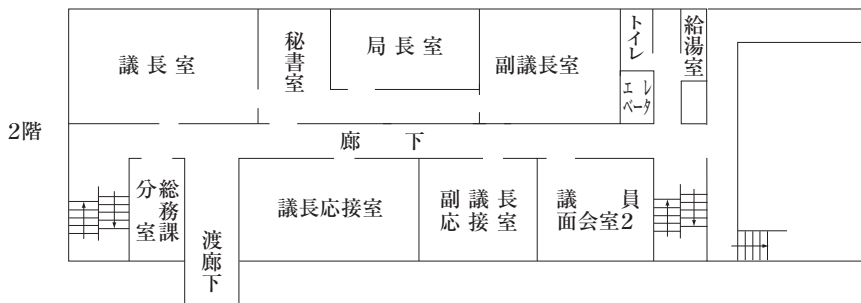 2階
議長室
秘書室
局長室
副議長室
トイレ
エレベータ
給湯室
廊下
総務課分室
渡廊下
議長応接室
副議長
応接室
議員
面会室2